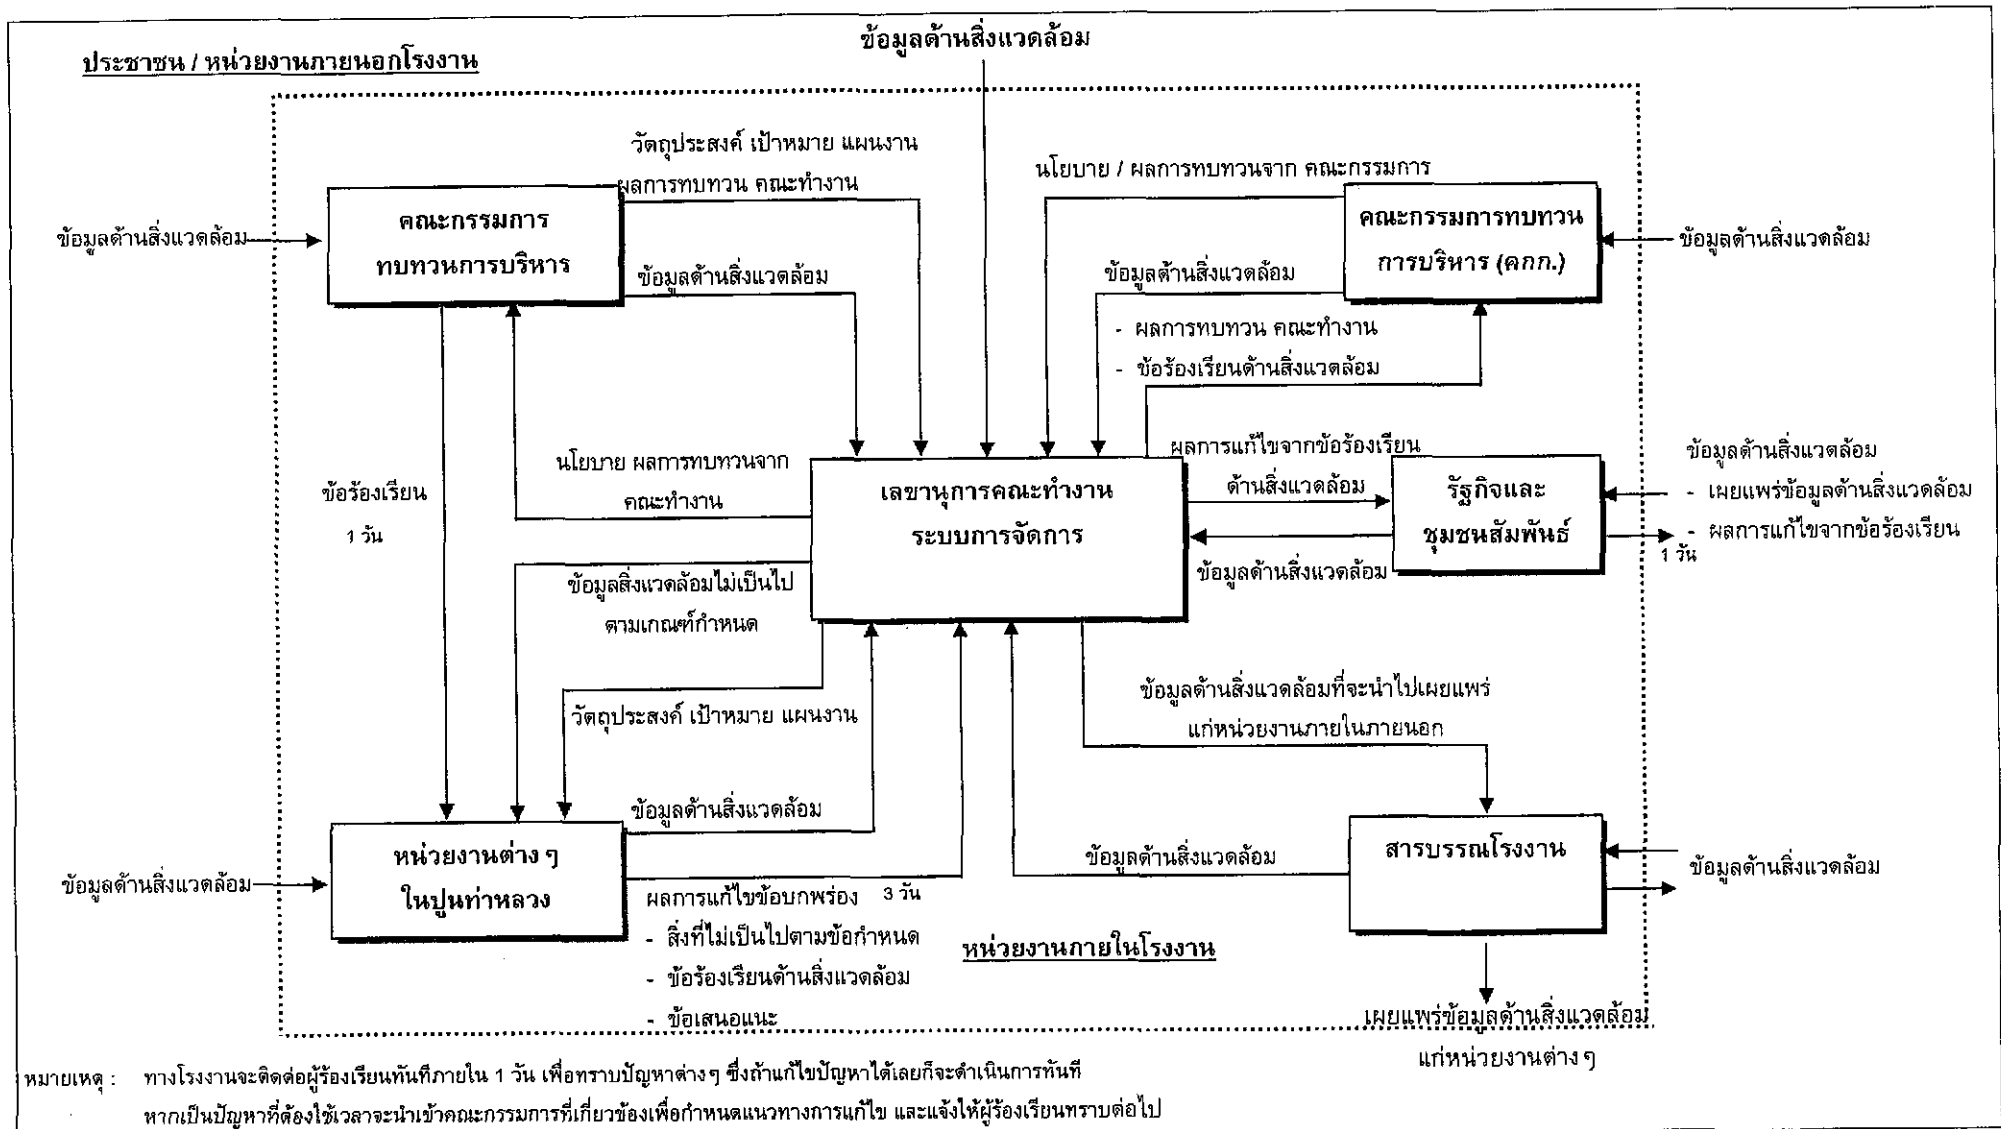 ข้อมูลด้านสิ่งแวดล้อม
ประชาชน / หน่วยงานภายนอกโรงงาน
วัตถุประสงค์ เป้าหมาย แผนงาน
ผลการทบทวน คณะทำงาน
นโยบาย / ผลการทบทวนจาก คณะกรรมการ
คณะกรรมการ
ทบทวนการบริหาร
คณะกรรมการทบทวน
การบริหาร (คกก.)
ข้อมูลด้านสิ่งแวดล้อม
ข้อมูลด้านสิ่งแวดล้อม
ข้อมูลด้านสิ่งแวดล้อม
ข้อมูลด้านสิ่งแวดล้อม
- ผลการทบทวน คณะทำงาน
- ข้อร้องเรียนด้านสิ่งแวดล้อม
นโยบาย ผลการทบทวนจาก
คณะทำงาน
ข้อร้องเรียน
1 วัน
เลขานุการคณะทำงาน
ระบบการจัดการ
ผลการแก้ไขจากข้อร้องเรียน
ด้านสิ่งแวดล้อม
รัฐกิจและ
ชุมชนสัมพันธ์
ข้อมูลด้านสิ่งแวดล้อม
- เผยแพร่ข้อมูลด้านสิ่งแวดล้อม
- ผลการแก้ไขจากข้อร้องเรียน
1 วัน
ข้อมูลด้านสิ่งแวดล้อม
ข้อมูลสิ่งแวดล้อมไม่เป็นไป
ตามเกณฑ์กำหนด
วัตถุประสงค์ เป้าหมาย แผนงาน
ข้อมูลด้านสิ่งแวดล้อมที่จะนำไปเผยแพร่
แก่หน่วยงานภายในภายนอก
ข้อมูลด้านสิ่งแวดล้อม
หน่วยงานต่าง ๆ
ในปูนท่าหลวง
ข้อมูลด้านสิ่งแวดล้อม
ข้อมูลด้านสิ่งแวดล้อม
สารบรรณโรงงาน
ข้อมูลด้านสิ่งแวดล้อม
ผลการแก้ไขข้อบกพร่อง 3 วัน
- สิ่งที่ไม่เป็นไปตามข้อกำหนด
- ข้อร้องเรียนด้านสิ่งแวดล้อม
- ข้อเสนอแนะ
หน่วยงานภายในโรงงาน
เผยแพร่ข้อมูลด้านสิ่งแวดล้อม
แก่หน่วยงานต่าง ๆ
หมายเหตุ : ทางโรงงานจะติดต่อผู้ร้องเรียนทันทีภายใน 1 วัน เพื่อทราบปัญหาต่าง ๆ ซึ่งถ้าแก้ไขปัญหาได้เลยก็จะดำเนินการทันที
หากเป็นปัญหาที่ต้องใช้เวลาจะนำเข้าคณะกรรมการที่เกี่ยวข้องเพื่อกำหนดแนวทางการแก้ไข และแจ้งให้ผู้ร้องเรียนทราบต่อไป